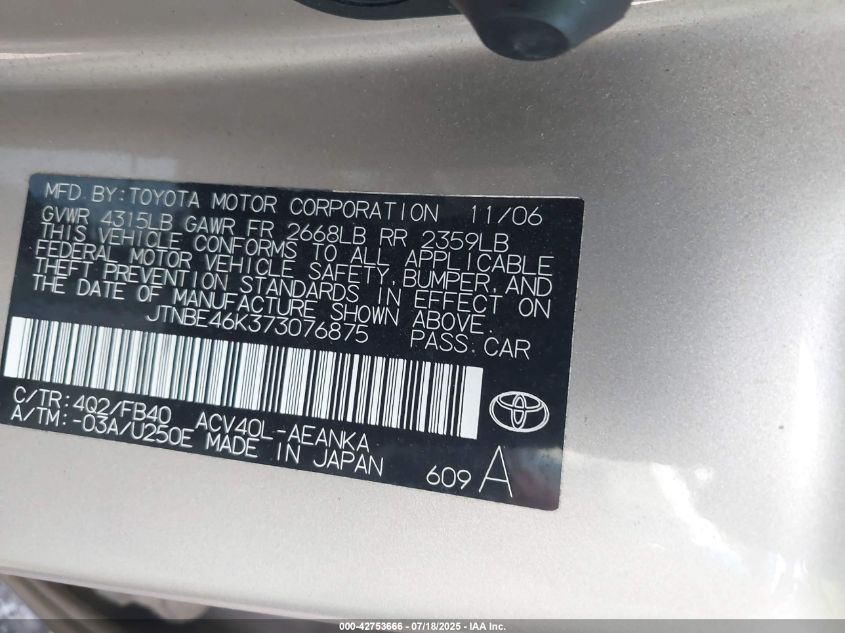 MFD BY:TOYOTA MOTOR CORPORATION 11/06
GVWR 4315LB GAWR FR 2668LB RR 2359LB
THIS VEHICLE CONFORMS TO ALL APPLICABLE
FEDERAL MOTOR VEHICLE SAFETY, BUMPER, AND
THEFT PREVENTION STANDARDS IN EFFECT ON
THE DATE OF MANUFACTURE SHOWN ABOVE.
JTNBE46K373076875 PASS.CAR
C/TR:4Q2/FB40 ACV40L-AEANKA
A/TM:-03A/U250E MADE IN JAPAN
609 A
000-42753666 - 07/18/2025 - IAA Inc.